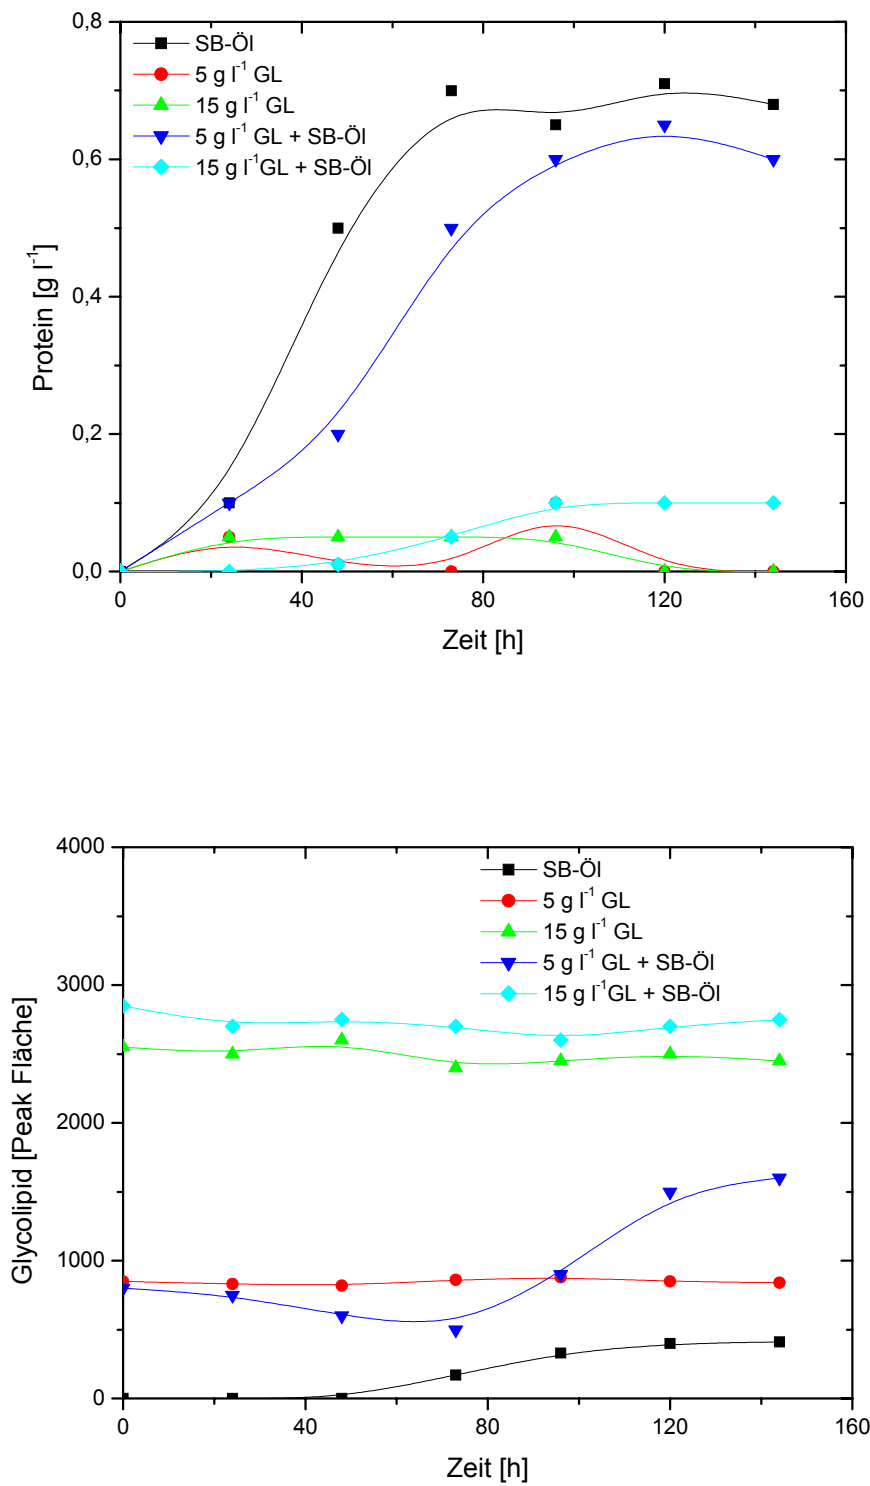 0,8
SB-Öl
5 g l⁻¹ GL
15 g l⁻¹ GL
5 g l⁻¹ GL + SB-Öl
15 g l⁻¹GL + SB-Öl
0,6
0,4
0,2
0,0
Protein [g l⁻¹]
0 40 80 120 160
Zeit [h]
4000
SB-Öl
5 g l⁻¹ GL
15 g l⁻¹ GL
5 g l⁻¹ GL + SB-Öl
15 g l⁻¹GL + SB-Öl
3000
2000
1000
0
Glycolipid [Peak Fläche]
0 40 80 120 160
Zeit [h]